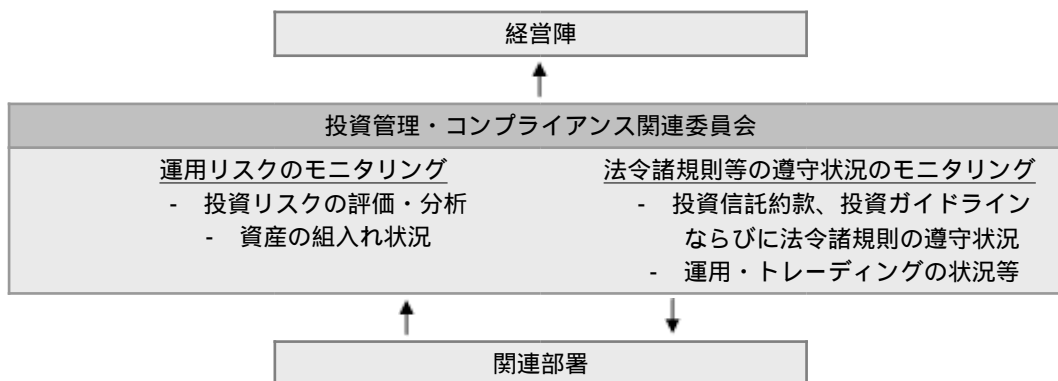 経営陣
投資管理・コンプライアンス関連委員会
運用リスクのモニタリング
- 投資リスクの評価・分析
- 資産の組入れ状況
法令諸規則等の遵守状況のモニタリング
- 投資信託約款、投資ガイドライン
ならびに法令諸規則の遵守状況
- 運用・トレーディングの状況等
関連部署